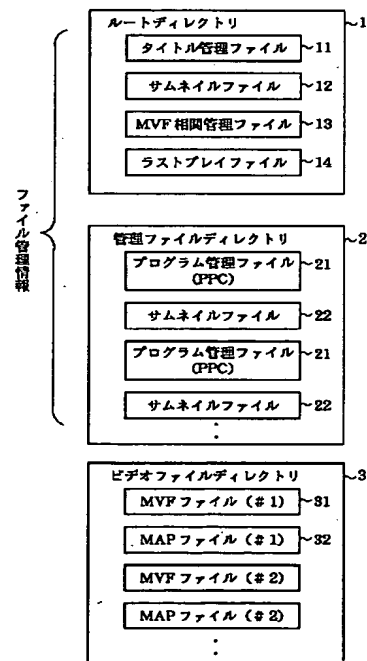 ルートディレクトリ ~1
タイトル管理ファイル ~11
サムネイルファイル ~12
MVF相関管理ファイル ~13
ラストプレイファイル ~14
ファイル管理情報
管理ファイルディレクトリ ~2
プログラム管理ファイル ~21
(PPC)
サムネイルファイル ~22
プログラム管理ファイル ~21
(PPC)
サムネイルファイル ~22
ビデオファイルディレクトリ ~3
MVFファイル (#1) ~31
MAPファイル (#1) ~32
MVFファイル (#2)
MAPファイル (#2)